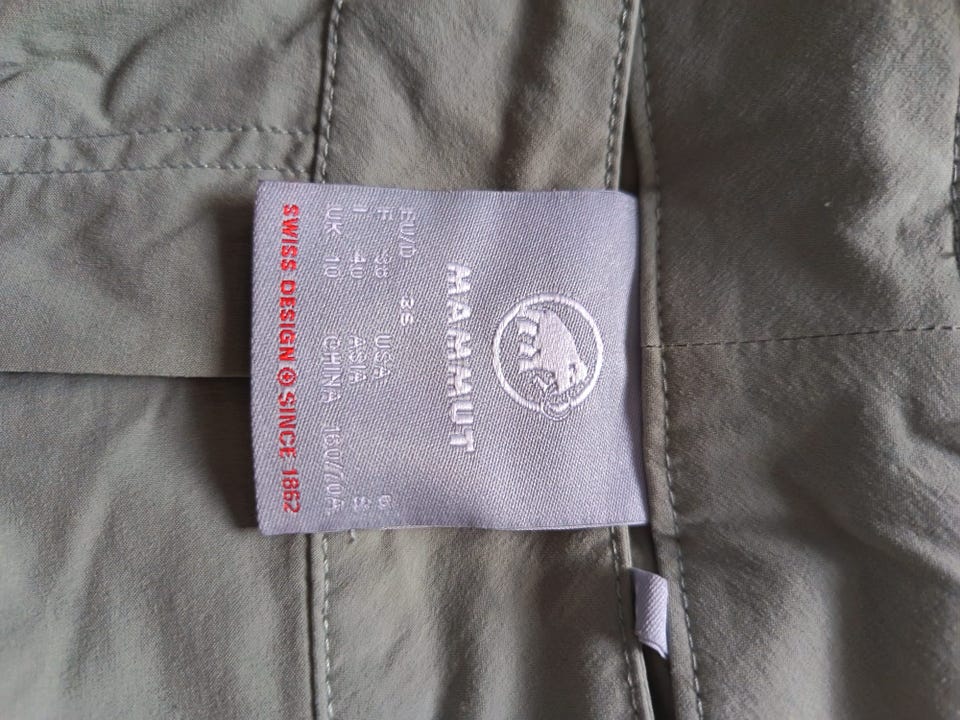 MAMMUT
EU/D 36
F 38 USA 6
I 40 ASIA S
UK 10 CHINA 160/70A
SWISS DESIGN SINCE 1862